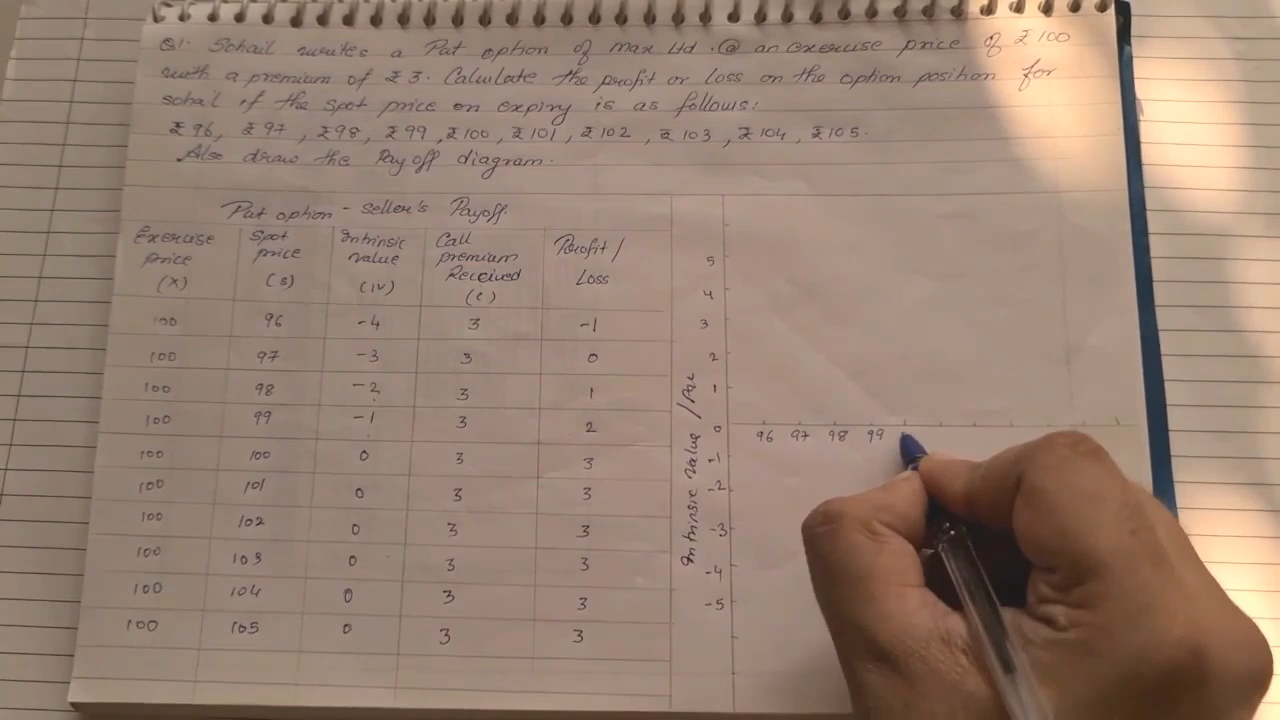 Q1. Sohail writes a Put option of Max Ltd. @ an exercise price of ₹100
with a premium of ₹3. Calculate the profit or loss on the option position for
sohail if the spot price on expiry is as follows:
₹96, ₹97, ₹98, ₹99, ₹100, ₹101, ₹102, ₹103, ₹104, ₹105.
Also draw the Pay off diagram.
Put option - Seller's Payoff.
Exercise price (X) Spot price (S) Intrinsic value (IV) Call premium Received (c) Profit / Loss
100 96 -4 3 -1
100 97 -3 3 0
100 98 -2 3 1
100 99 -1 3 2
100 100 0 3 3
100 101 0 3 3
100 102 0 3 3
100 103 0 3 3
100 104 0 3 3
100 105 0 3 3
Intrinsic Value /
5
4
3
2
1
0
-1
-2
-3
-4
-5
96 97 98 99